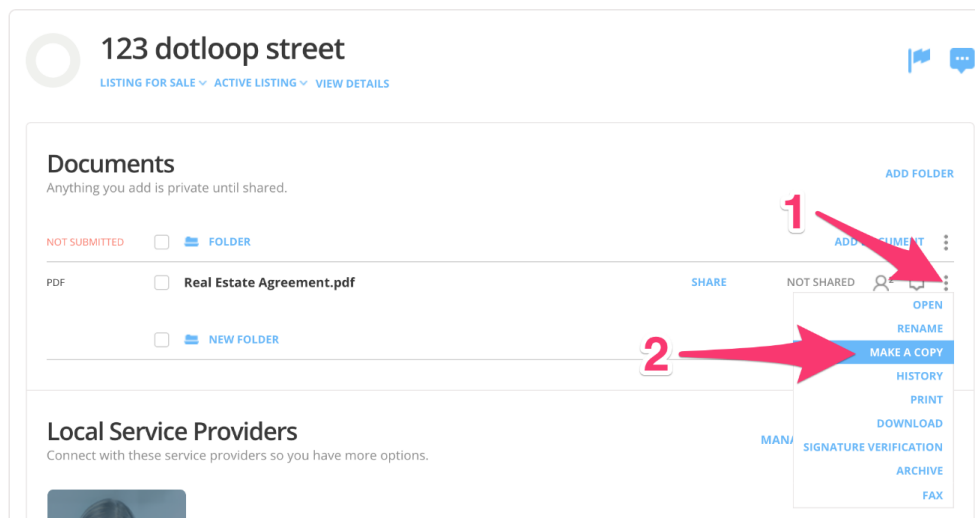 123 dotloop street
LISTING FOR SALE ACTIVE LISTING VIEW DETAILS
Documents
Anything you add is private until shared.
ADD FOLDER
1
NOT SUBMITTED FOLDER ADD
PDF Real Estate Agreement.pdf SHARE NOT SHARED
OPEN
RENAME
NEW FOLDER
2
MAKE A COPY
HISTORY
PRINT
DOWNLOAD
SIGNATURE VERIFICATION
ARCHIVE
FAX
Local Service Providers
Connect with these service providers so you have more options.